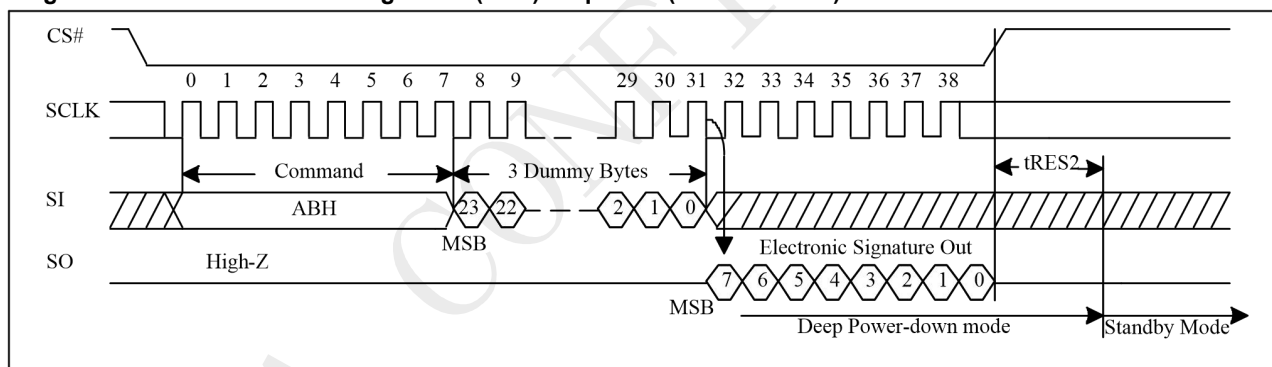 CS#
0 1 2 3 4 5 6 7 8 9 29 30 31 32 33 34 35 36 37 38
SCLK
Command 3 Dummy Bytes tRES2
SI ABH 23 22 2 1 0
MSB
Electronic Signature Out
SO High-Z 7 6 5 4 3 2 1 0
MSB
Deep Power-down mode Standby Mode